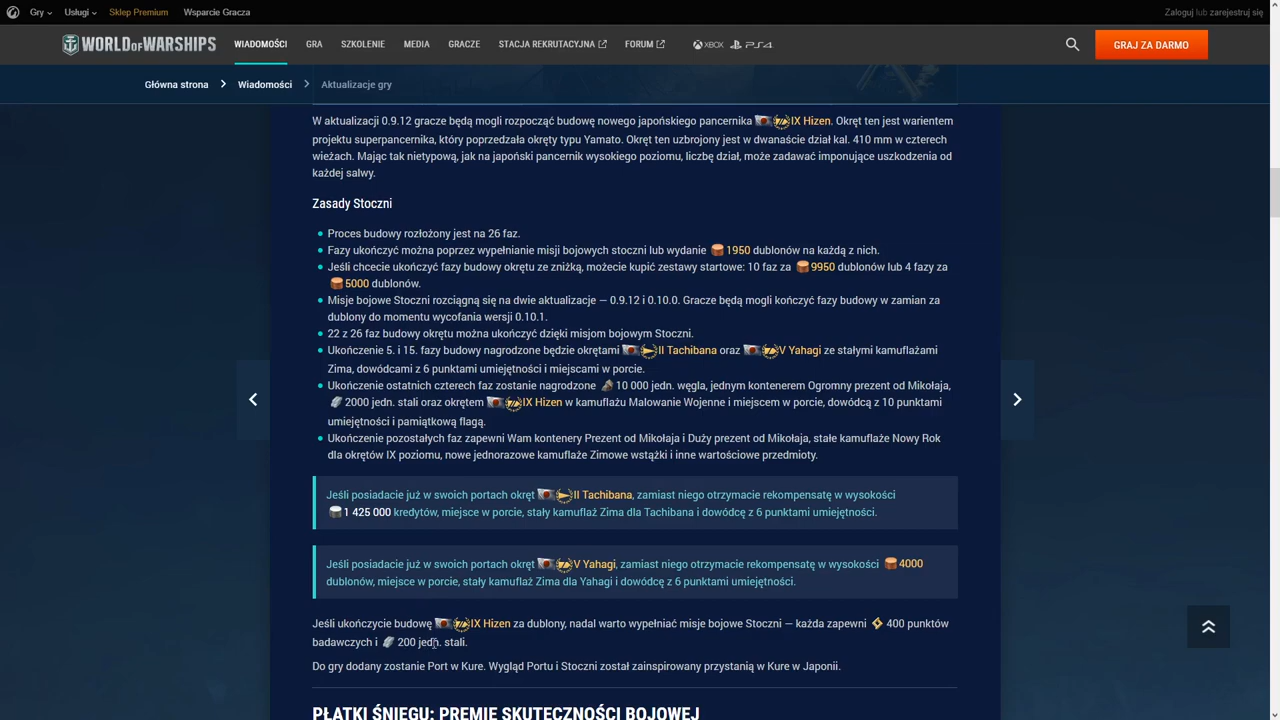 Gry Usługi Sklep Premium Wsparcie Gracza Zaloguj lub zarejestruj się
WORLD OF WARSHIPS WIADOMOŚCI GRA SZKOLENIE MEDIA GRACZE STACJA REKRUTACYJNA FORUM XBOX PS4 GRAJ ZA DARMO
Główna strona Wiadomości Aktualizacje gry
W aktualizacji 0.9.12 gracze będą mogli rozpocząć budowę nowego japońskiego pancernika IX Hizen. Okręt ten jest warientem
projektu superpancernika, który poprzedzała okręty typu Yamato. Okręt ten uzbrojony jest w dwanaście dział kal. 410 mm w czterech
wieżach. Mając tak nietypową, jak na japoński pancernik wysokiego poziomu, liczbę dział, może zadawać imponujące uszkodzenia od
każdej salwy.
Zasady Stoczni
Proces budowy rozłożony jest na 26 faz.
Fazy ukończyć można poprzez wypełnianie misji bojowych stoczni lub wydanie 1950 dublonów na każdą z nich.
Jeśli chcecie ukończyć fazy budowy okrętu ze zniżką, możecie kupić zestawy startowe: 10 faz za 9950 dublonów lub 4 fazy za
5000 dublonów.
Misje bojowe Stoczni rozciągną się na dwie aktualizacje — 0.9.12 i 0.10.0. Gracze będą mogli kończyć fazy budowy w zamian za
dublony do momentu wycofania wersji 0.10.1.
22 z 26 faz budowy okrętu można ukończyć dzięki misjom bojowym Stoczni.
Ukończenie 5. i 15. fazy budowy nagrodzone będzie okrętami II Tachibana oraz V Yahagi ze stałymi kamuflażami
Zima, dowódcami z 6 punktami umiejętności i miejscami w porcie.
Ukończenie ostatnich czterech faz zostanie nagrodzone 10 000 jedn. węgla, jednym kontenerem Ogromny prezent od Mikołaja,
2000 jedn. stali oraz okrętem IX Hizen w kamuflażu Malowanie Wojenne i miejscem w porcie, dowódcą z 10 punktami
umiejętności i pamiątkową flagą.
Ukończenie pozostałych faz zapewni Wam kontenery Prezent od Mikołaja i Duży prezent od Mikołaja, stałe kamuflaże Nowy Rok
dla okrętów IX poziomu, nowe jednorazowe kamuflaże Zimowe wstążki i inne wartościowe przedmioty.
Jeśli posiadacie już w swoich portach okręt II Tachibana, zamiast niego otrzymacie rekompensatę w wysokości
1 425 000 kredytów, miejsce w porcie, stały kamuflaż Zima dla Tachibana i dowódcę z 6 punktami umiejętności.
Jeśli posiadacie już w swoich portach okręt V Yahagi, zamiast niego otrzymacie rekompensatę w wysokości 4000
dublonów, miejsce w porcie, stały kamuflaż Zima dla Yahagi i dowódcę z 6 punktami umiejętności.
Jeśli ukończycie budowę IX Hizen za dublony, nadal warto wypełniać misje bojowe Stoczni — każda zapewni 400 punktów
badawczych i 200 jedn. stali.
Do gry dodany zostanie Port w Kure. Wygląd Portu i Stoczni został zainspirowany przystanią w Kure w Japonii.
PŁATKI ŚNIEGU: PREMIE SKUTECZNOŚCI BOJOWEJ